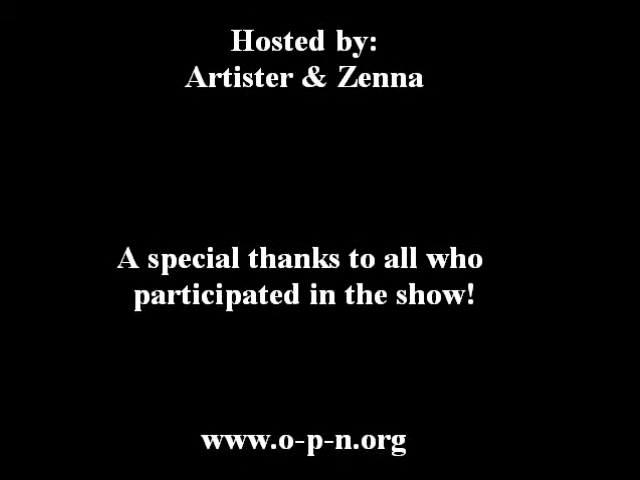 Hosted by:
Artister & Zenna
A special thanks to all who
participated in the show!
www.o-p-n.org